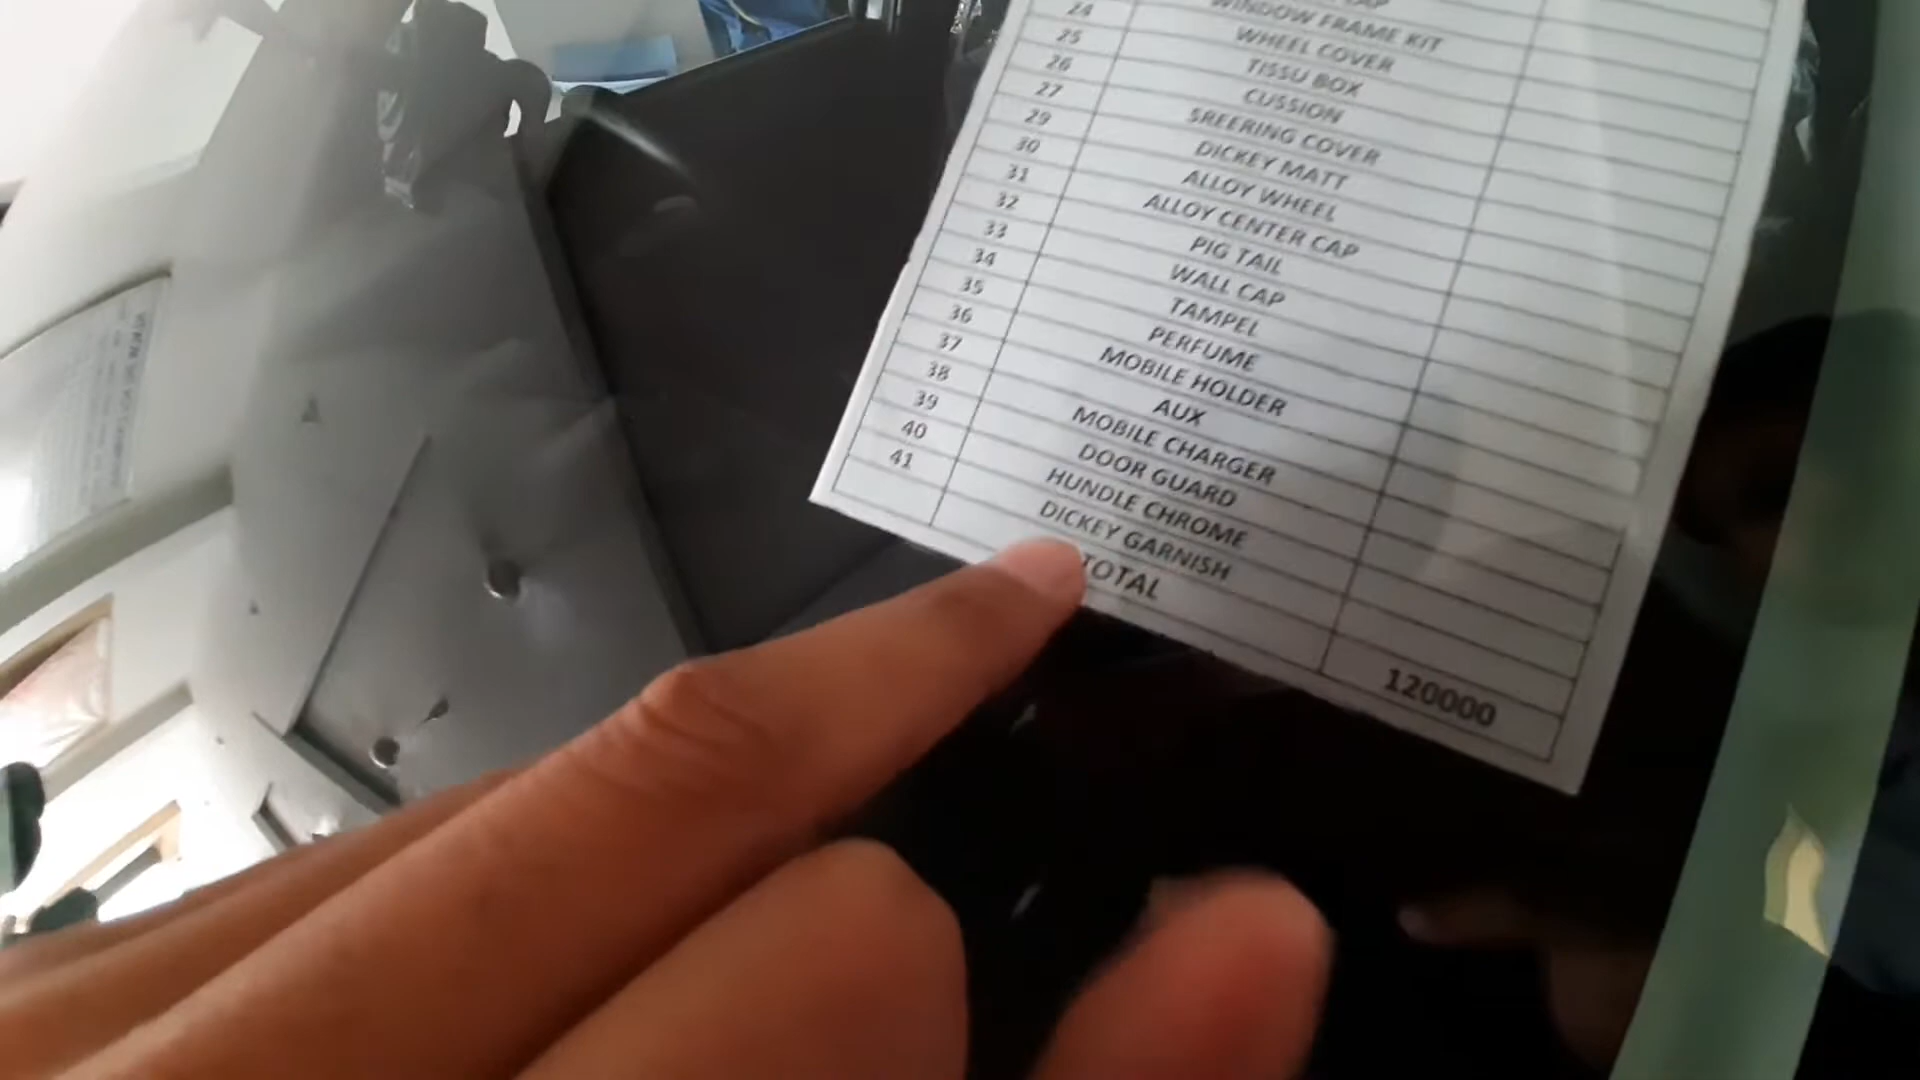 WINDOW FRAME KIT
24 WHEEL COVER
25 TISSU BOX
26 CUSSION
27 SREERING COVER
29 DICKEY MATT
30 ALLOY WHEEL
31 ALLOY CENTER CAP
32 PIG TAIL
33 WALL CAP
34 TAMPEL
35 PERFUME
36 MOBILE HOLDER
37 AUX
38 MOBILE CHARGER
39 DOOR GUARD
40 HUNDLE CHROME
41 DICKEY GARNISH
TOTAL 120000